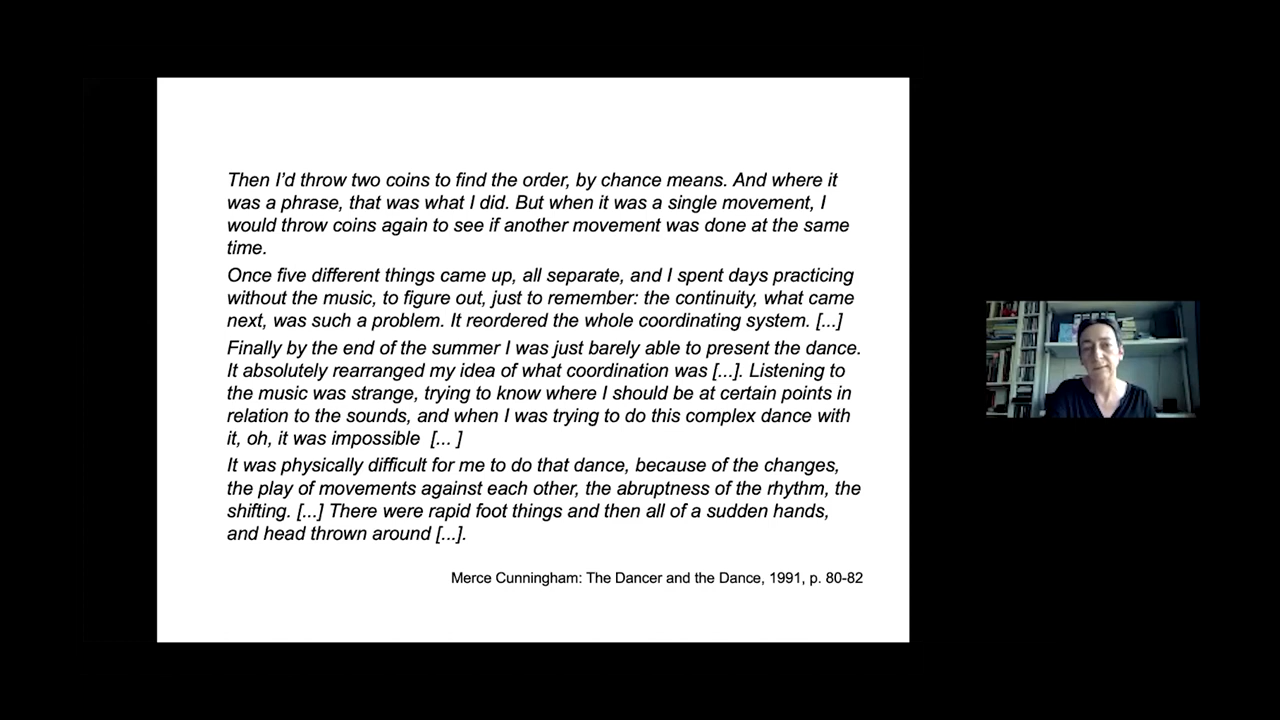 Then I’d throw two coins to find the order, by chance means. And where it
was a phrase, that was what I did. But when it was a single movement, I
would throw coins again to see if another movement was done at the same
time.
Once five different things came up, all separate, and I spent days practicing
without the music, to figure out, just to remember: the continuity, what came
next, was such a problem. It reordered the whole coordinating system. [...]
Finally by the end of the summer I was just barely able to present the dance.
It absolutely rearranged my idea of what coordination was [...]. Listening to
the music was strange, trying to know where I should be at certain points in
relation to the sounds, and when I was trying to do this complex dance with
it, oh, it was impossible  [... ]
It was physically difficult for me to do that dance, because of the changes,
the play of movements against each other, the abruptness of the rhythm, the
shifting. [...] There were rapid foot things and then all of a sudden hands,
and head thrown around [...].
Merce Cunningham: The Dancer and the Dance, 1991, p. 80-82